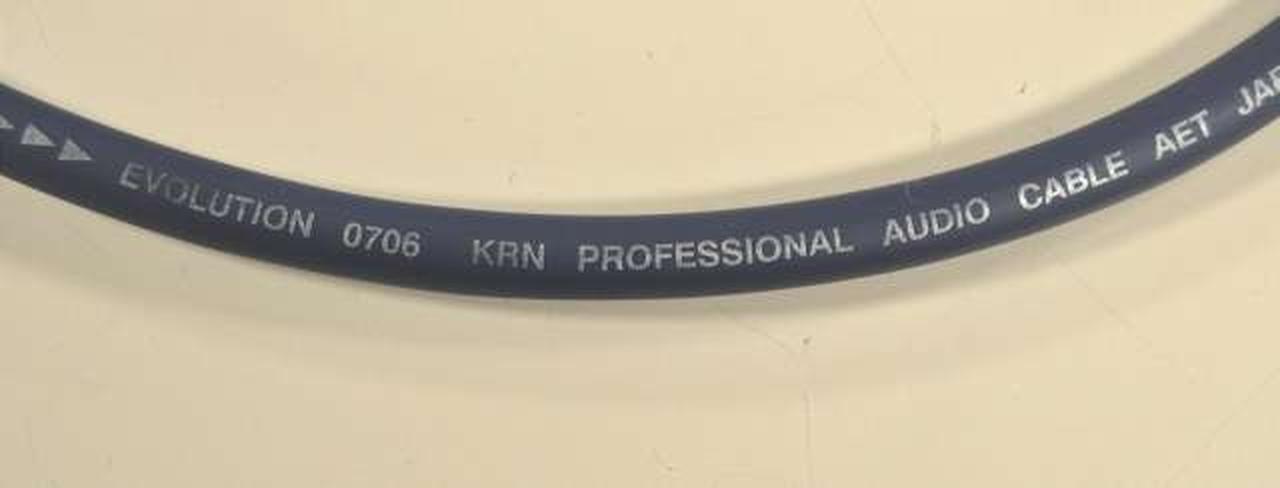 EVOLUTION 0706 KRN PROFESSIONAL AUDIO CABLE AET